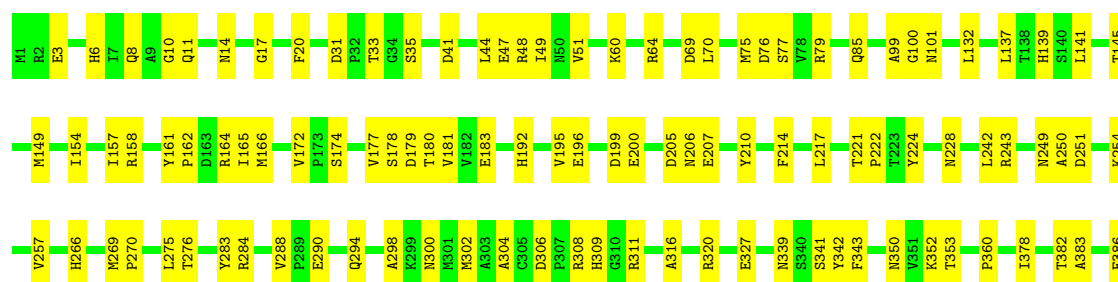 M1 R2 E3 H6 I7 Q8 A9 G10 Q11 N14 G17 F20 D31 P32 T33 G34 S35 D41 L44 E47 R48 I49 N50 V51 K60 R64 D69 L70 M75 D76 S77 V78 R79 Q85 A99 G100 N101 L132 L137 T138 H139 S140 L141 T145
M149 I154 I157 R158 Y161 P162 D163 R164 I165 M166 V172 P173 S174 V177 S178 D179 T180 V181 V182 E183 H192 V195 E196 D199 E200 D205 N206 E207 Y210 F214 L217 T221 P222 T223 Y224 N228 L242 R243 N249 A250 D251 K254
V257 H266 M269 P270 L275 T276 Y283 R284 V288 P289 E290 Q294 A298 K299 N300 M301 M302 A303 A304 C305 D306 P307 R308 H309 G310 R311 A316 R320 E327 N339 S340 S341 Y342 F343 N350 V351 K352 T353 P360 I378 T382 A383 E386